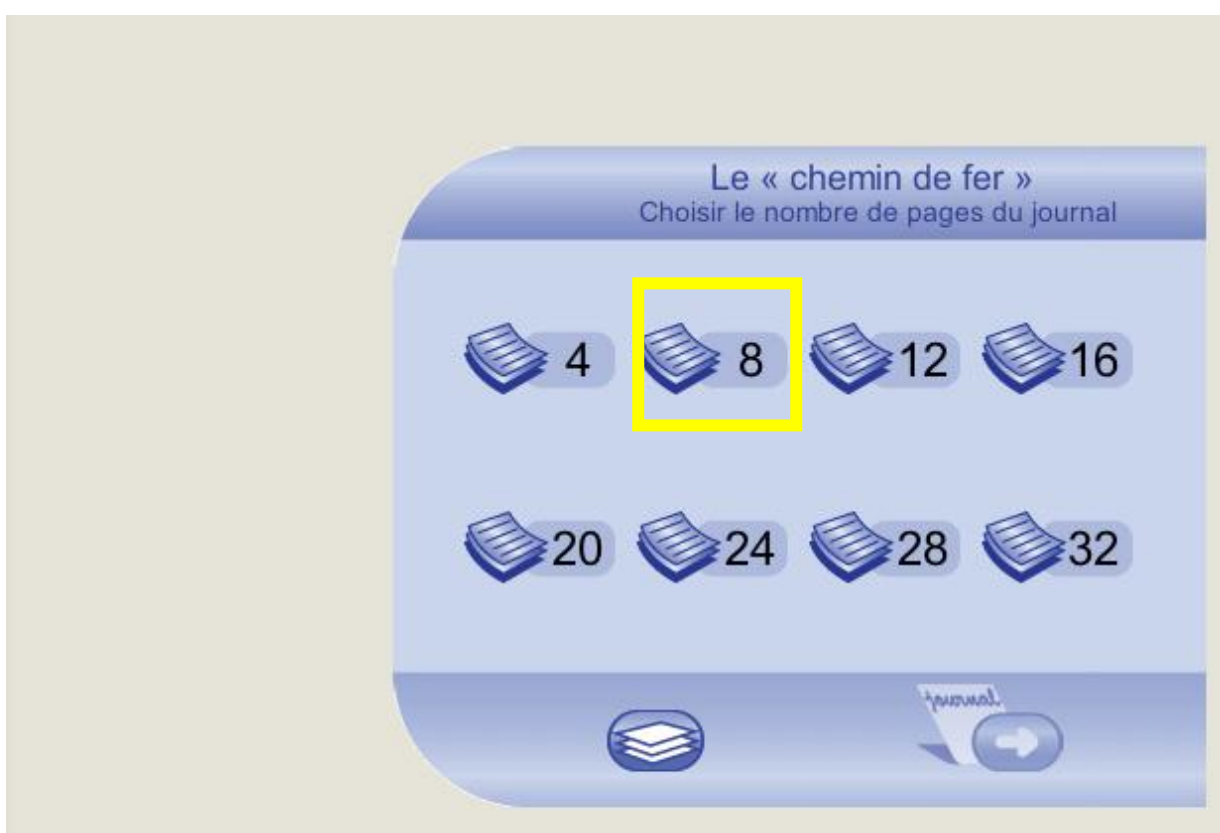 Le « chemin de fer »
Choisir le nombre de pages du journal
4 8 12 16
20 24 28 32
journal